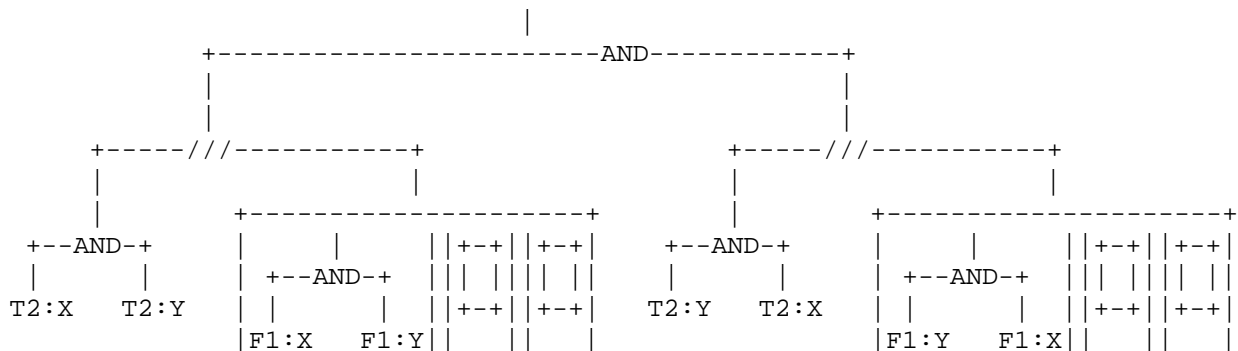 |
+-----------------------AND------------+
|                                      |
|                                      |
+-----///-----------+                  +-----///-----------+
|                   |                  |                   |
|        +---------------------+       |        +---------------------+
+--AND-+      |     |     ||+-+||+-+|      +--AND-+      |     |     ||+-+||+-+|
|      |      | +--AND-+  ||| |||| ||      |      |      | +--AND-+  ||| |||| ||
T2:X   T2:Y   | |      |  ||+-+||+-+|      T2:Y   T2:X   | |      |  ||+-+||+-+|
|F1:X   F1:Y||   ||   |      |F1:Y   F1:X||   ||   |